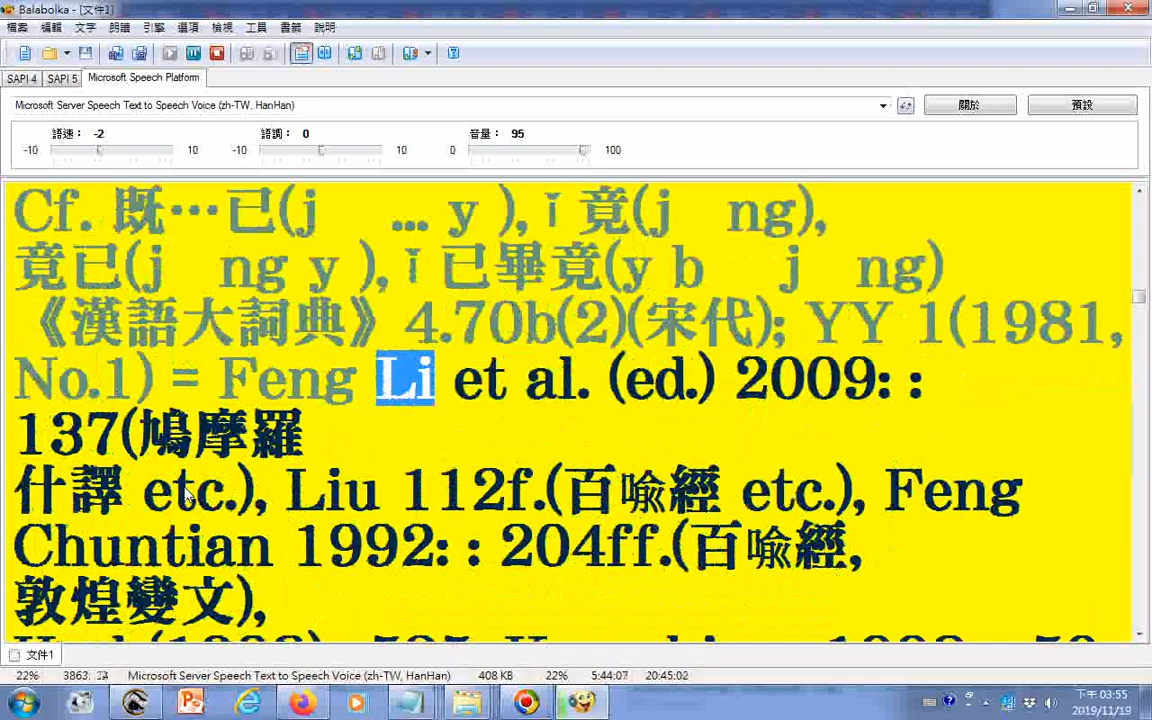 Balabolka - [文件1]
檔案 編輯 文字 朗讀 引擎 選項 檢視 工具 書籤 說明
SAPI 4 SAPI 5 Microsoft Speech Platform
Microsoft Server Speech Text to Speech Voice (zh-TW, HanHan) 關於 預設
語速： -2 語調： 0 音量： 95
-10 10 -10 10 0 100
Cf. 既…已(j ... y ), 竟(j ng),
竟已(j ng y ), 已畢竟(y b j ng)
《漢語大詞典》 4.70b(2)(宋代); YY 1(1981,
No.1) = Feng Li et al. (ed.) 2009: :
137(鳩摩羅
什譯 etc.), Liu 112f.(百喩經 etc.), Feng
Chuntian 1992: : 204ff.(百喩經,
敦煌變文),
文件1
22% 3863: Microsoft Server Speech Text to Speech Voice (zh-TW, HanHan) 408 KB 22% 5:44:07 20:45:02
下午 03:55
2019/11/19